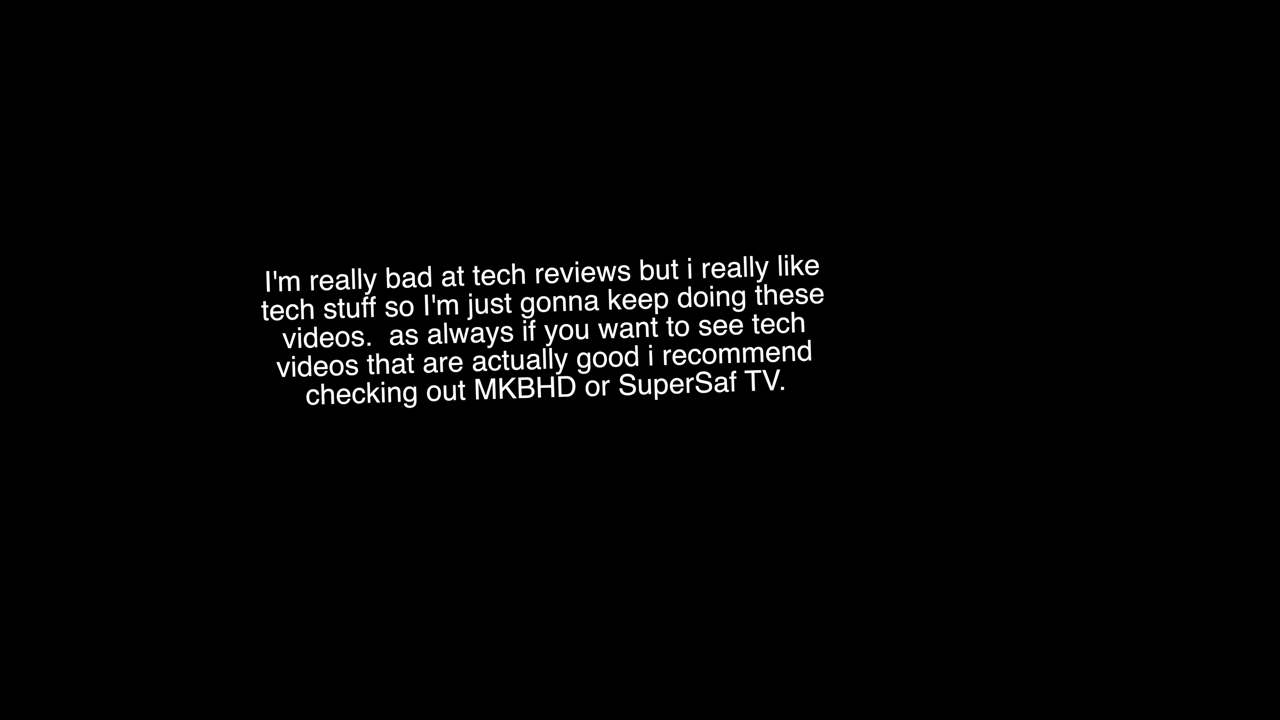 I'm really bad at tech reviews but i really like
tech stuff so I'm just gonna keep doing these
videos.  as always if you want to see tech
videos that are actually good i recommend
checking out MKBHD or SuperSaf TV.